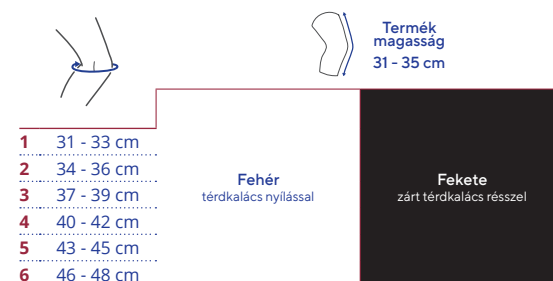 Termék
magasság
31 - 35 cm
1 31 - 33 cm
2 34 - 36 cm
3 37 - 39 cm
4 40 - 42 cm
5 43 - 45 cm
6 46 - 48 cm
Fehér
térdkalács nyílással
Fekete
zárt térdkalács résszel